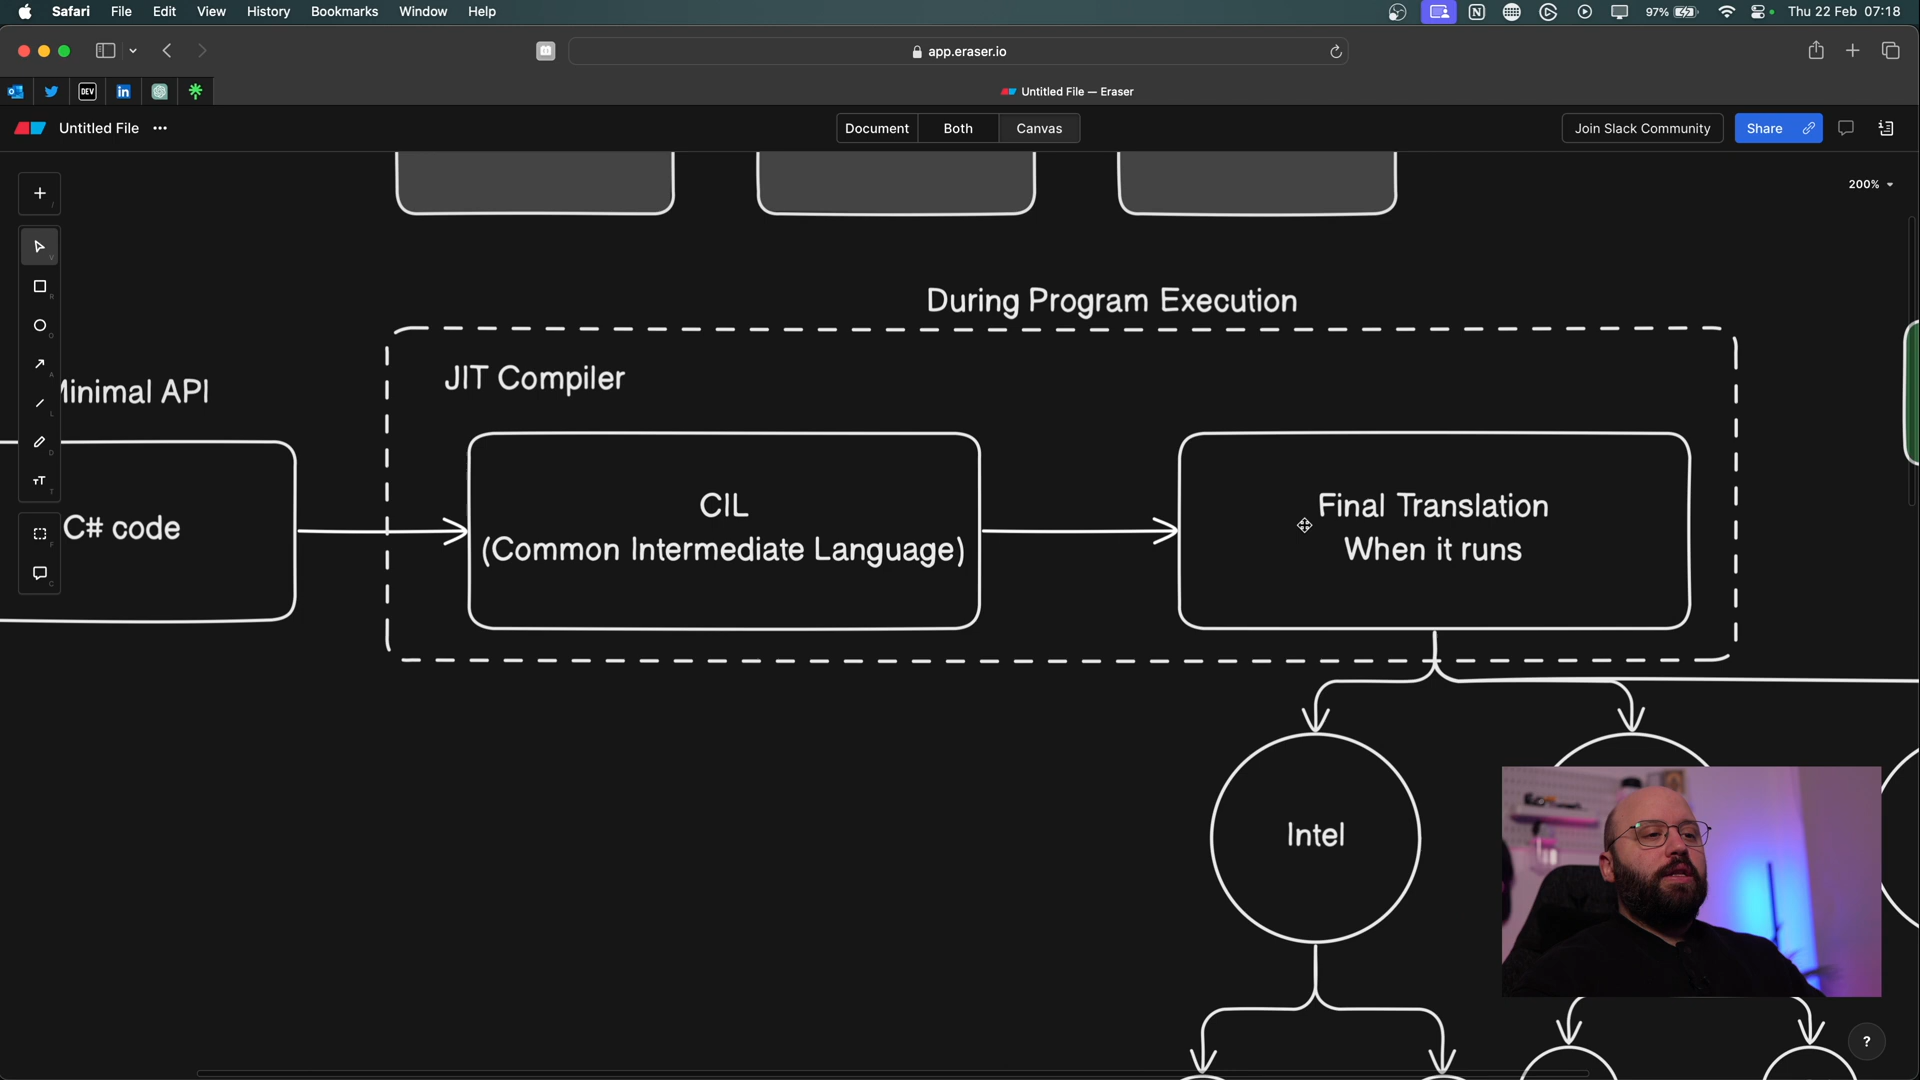 Safari File Edit View History Bookmarks Window Help
97% Thu 22 Feb 07:18
app.eraser.io
DEV
Untitled File — Eraser
Untitled File
Document Both Canvas
Join Slack Community
Share
200%
During Program Execution
JIT Compiler
Minimal API
C# code
CIL
(Common Intermediate Language)
Final Translation
When it runs
Intel
?